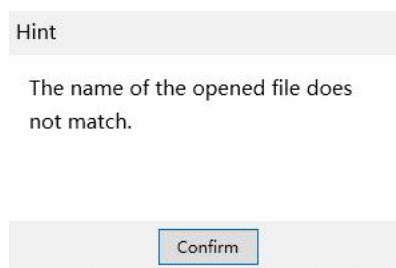 Hint
The name of the opened file does
not match.
Confirm